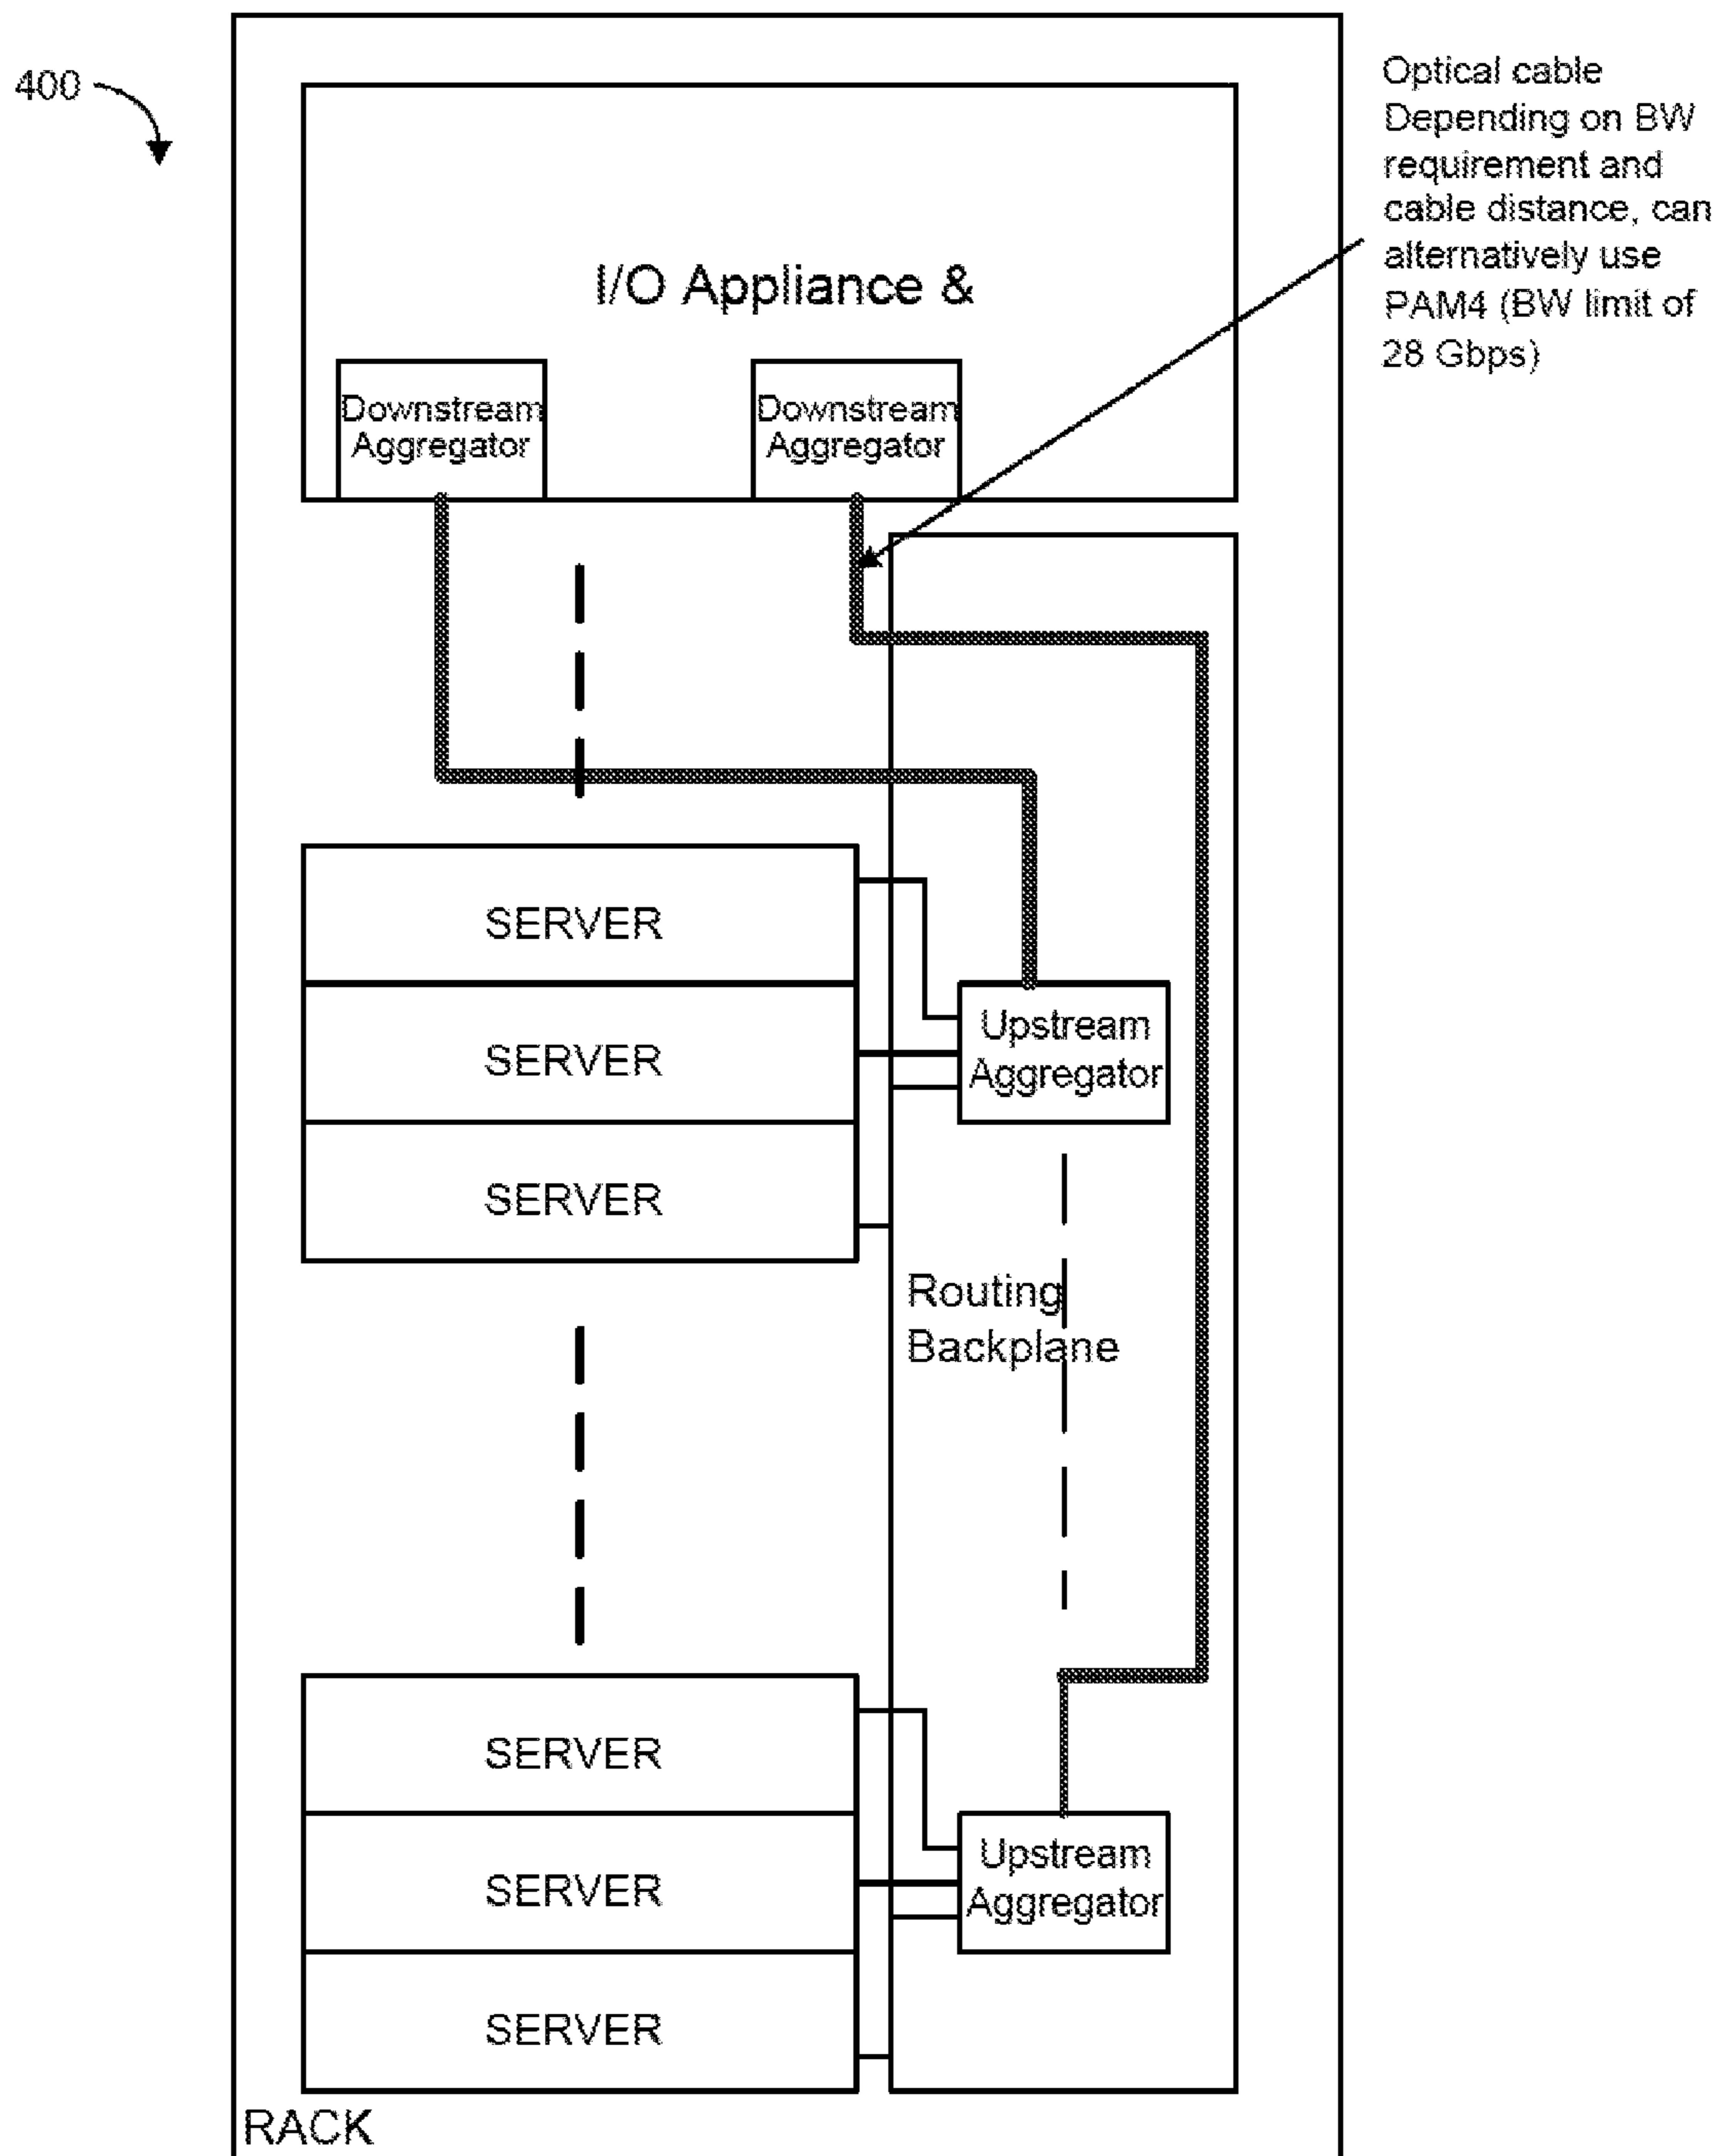 400
Optical cable
Depending on BW
requirement and
cable distance, can
alternatively use
PAM4 (BW limit of
28 Gbps)
I/O Appliance &
Downstream
Aggregator
Downstream
Aggregator
SERVER
SERVER
SERVER
Upstream
Aggregator
Routing
Backplane
SERVER
SERVER
SERVER
Upstream
Aggregator
RACK